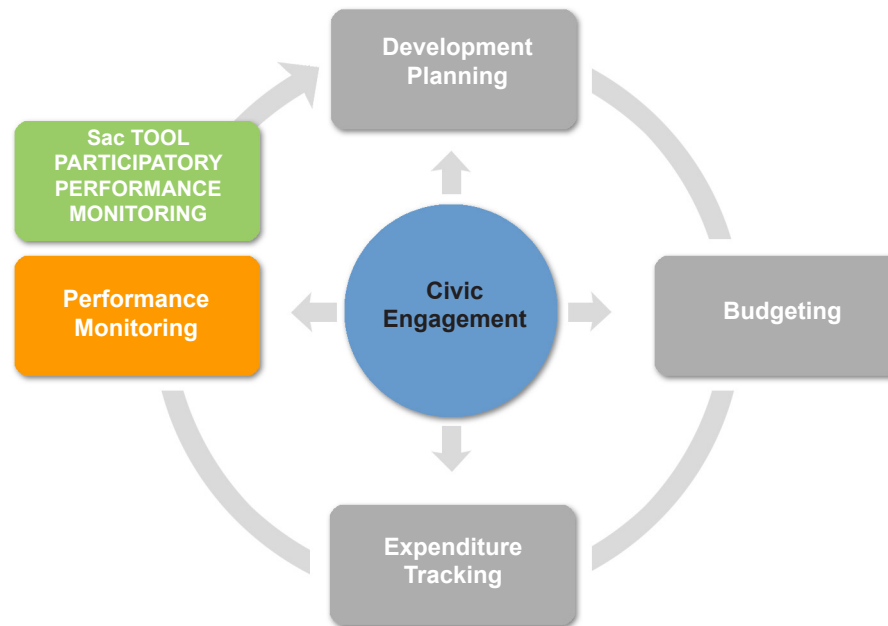 Development
Planning
Sac TOOL
PARTICIPATORY
PERFORMANCE
MONITORING
Performance
Monitoring
Civic
Engagement
Budgeting
Expenditure
Tracking